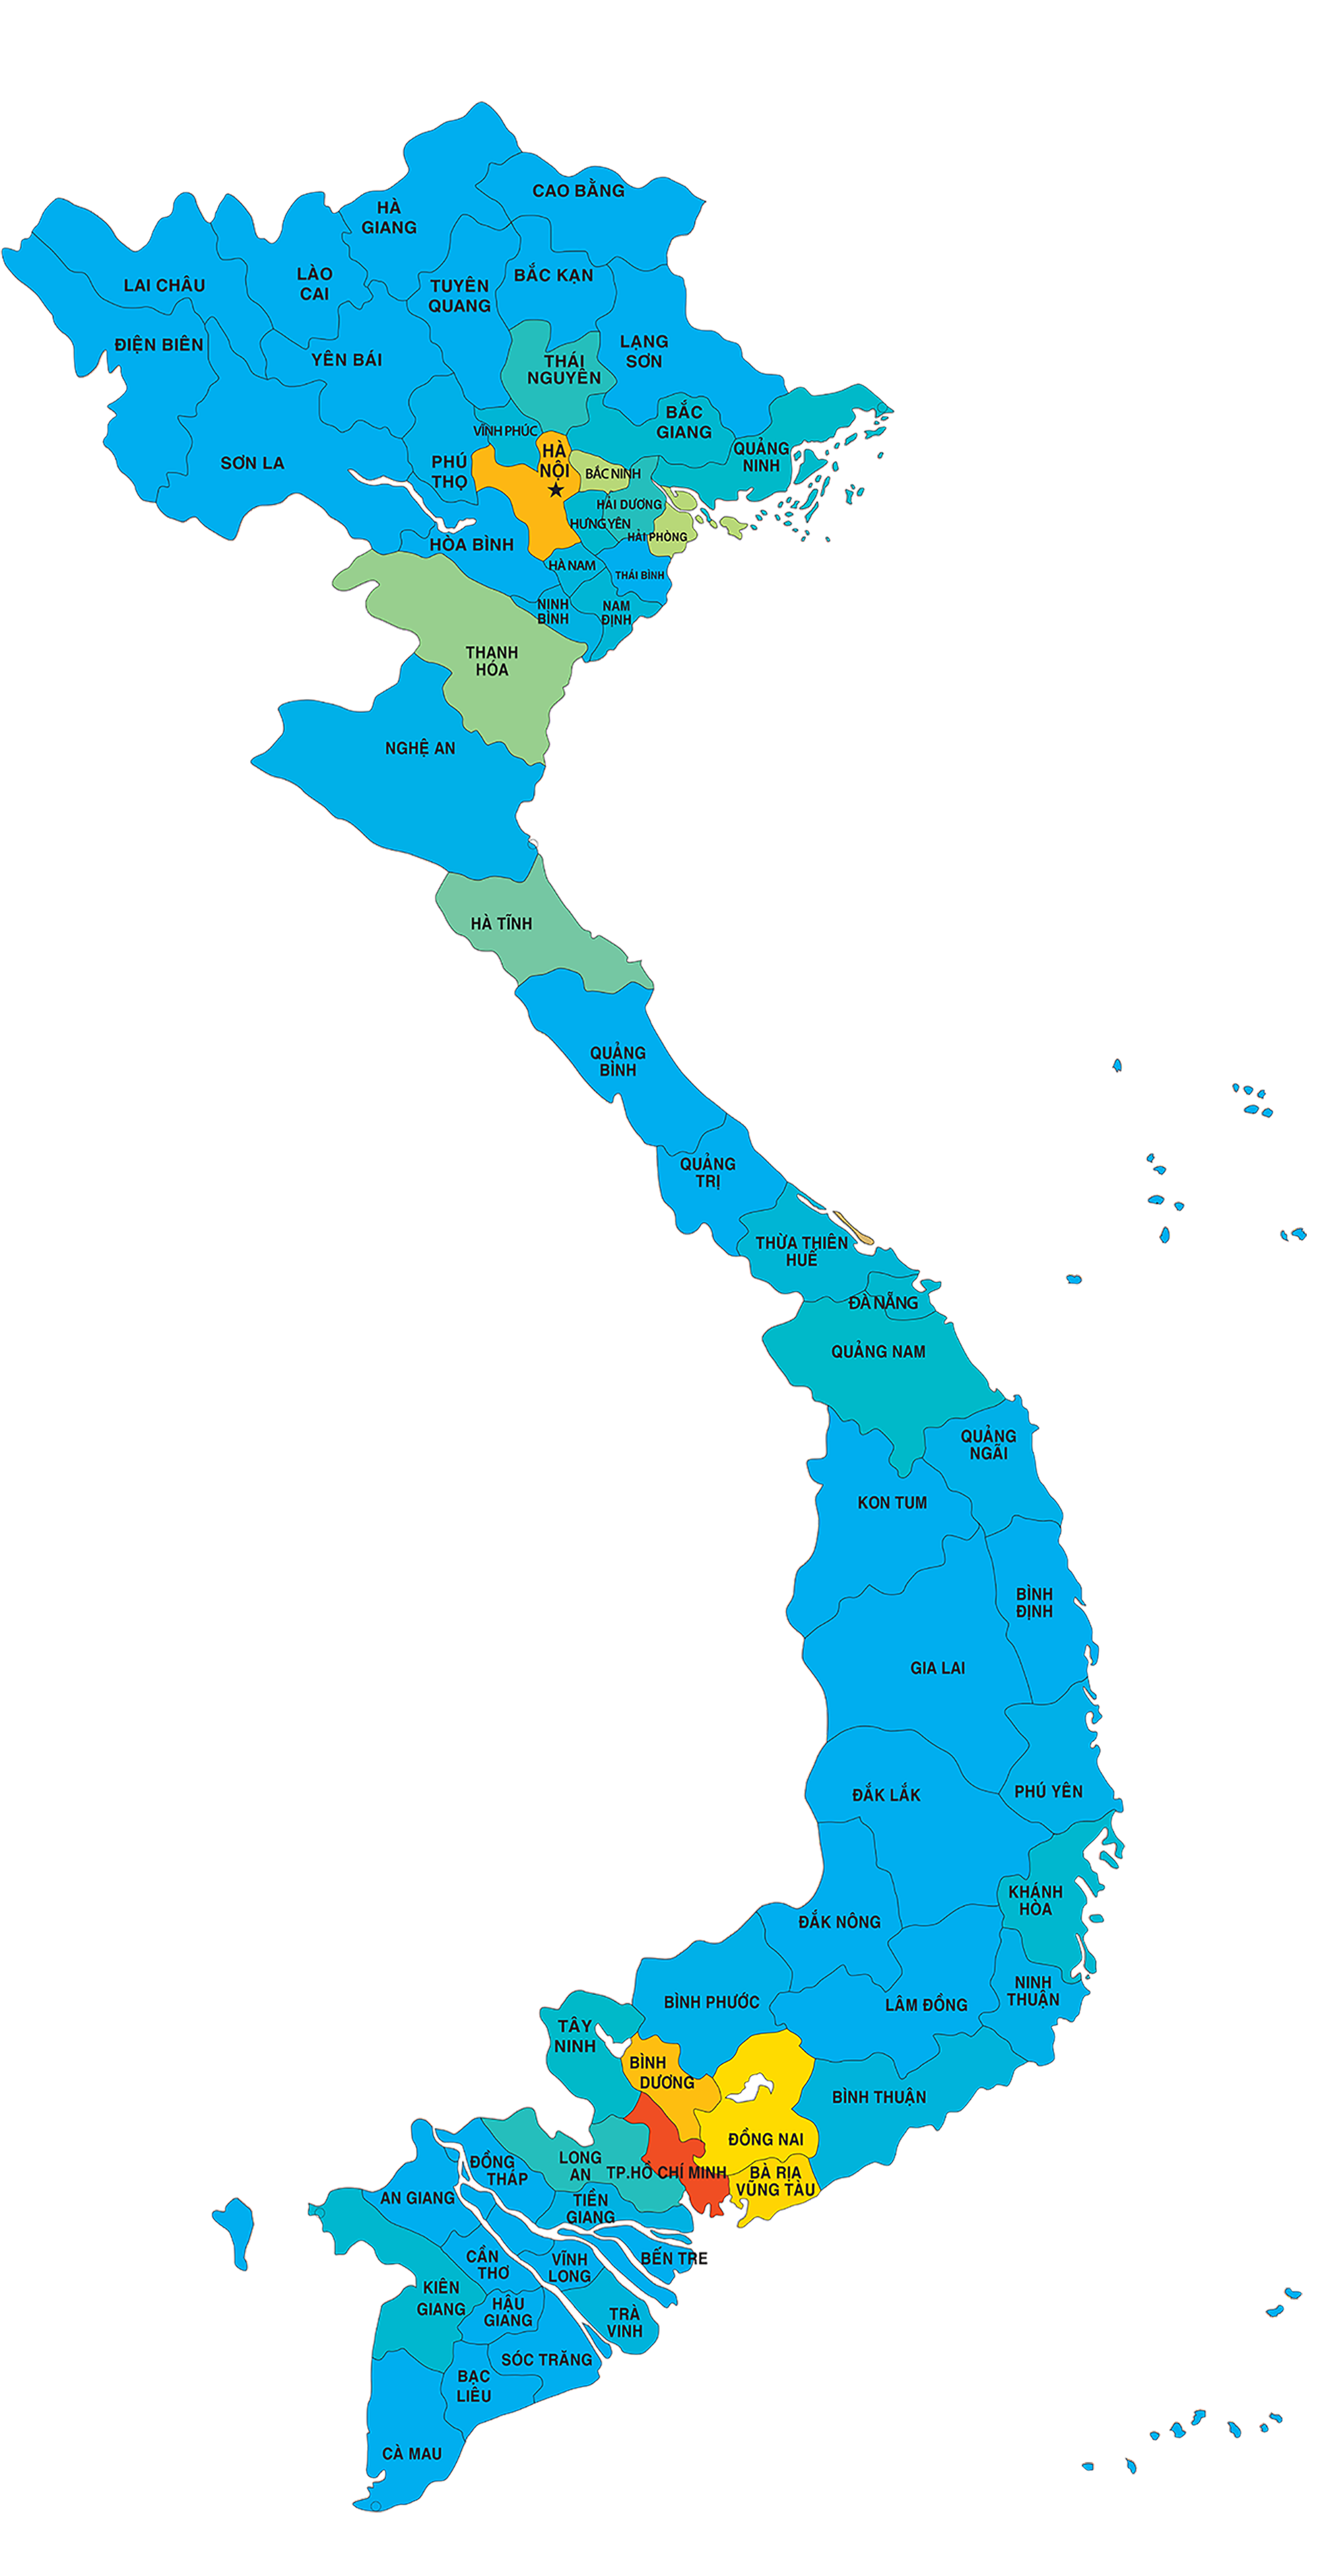 CAO BẰNG
HÀ
GIANG
LÀO
CAI
LAI CHÂU
TUYÊN
QUANG
BẮC KẠN
ĐIỆN BIÊN
YÊN BÁI
LẠNG
SƠN
THÁI
NGUYÊN
BẮC
GIANG
VĨNH PHÚC
QUẢNG
NINH
HÀ
NỘI
SƠN LA
PHÚ
THỌ
BẮC NINH
HẢI DƯƠNG
HƯNG YÊN
HẢI PHÒNG
HÒA BÌNH
HÀ NAM
THÁI BÌNH
NINH
BÌNH
NAM
ĐỊNH
THANH
HÓA
NGHỆ AN
HÀ TĨNH
QUẢNG
BÌNH
QUẢNG
TRỊ
THỪA THIÊN
HUẾ
ĐÀ NẴNG
QUẢNG NAM
QUẢNG
NGÃI
KON TUM
BÌNH
ĐỊNH
GIA LAI
PHÚ YÊN
ĐẮK LẮK
KHÁNH
HÒA
ĐẮK NÔNG
NINH
THUẬN
BÌNH PHƯỚC
LÂM ĐỒNG
TÂY
NINH
BÌNH
DƯƠNG
BÌNH THUẬN
ĐỒNG NAI
LONG
AN
TP.HỒ CHÍ MINH
BÀ RỊA
VŨNG TÀU
ĐỒNG
THÁP
AN GIANG
TIỀN
GIANG
CẦN
THƠ
VĨNH
LONG
BẾN TRE
KIÊN
GIANG
HẬU
GIANG
TRÀ
VINH
SÓC TRĂNG
BẠC
LIÊU
CÀ MAU